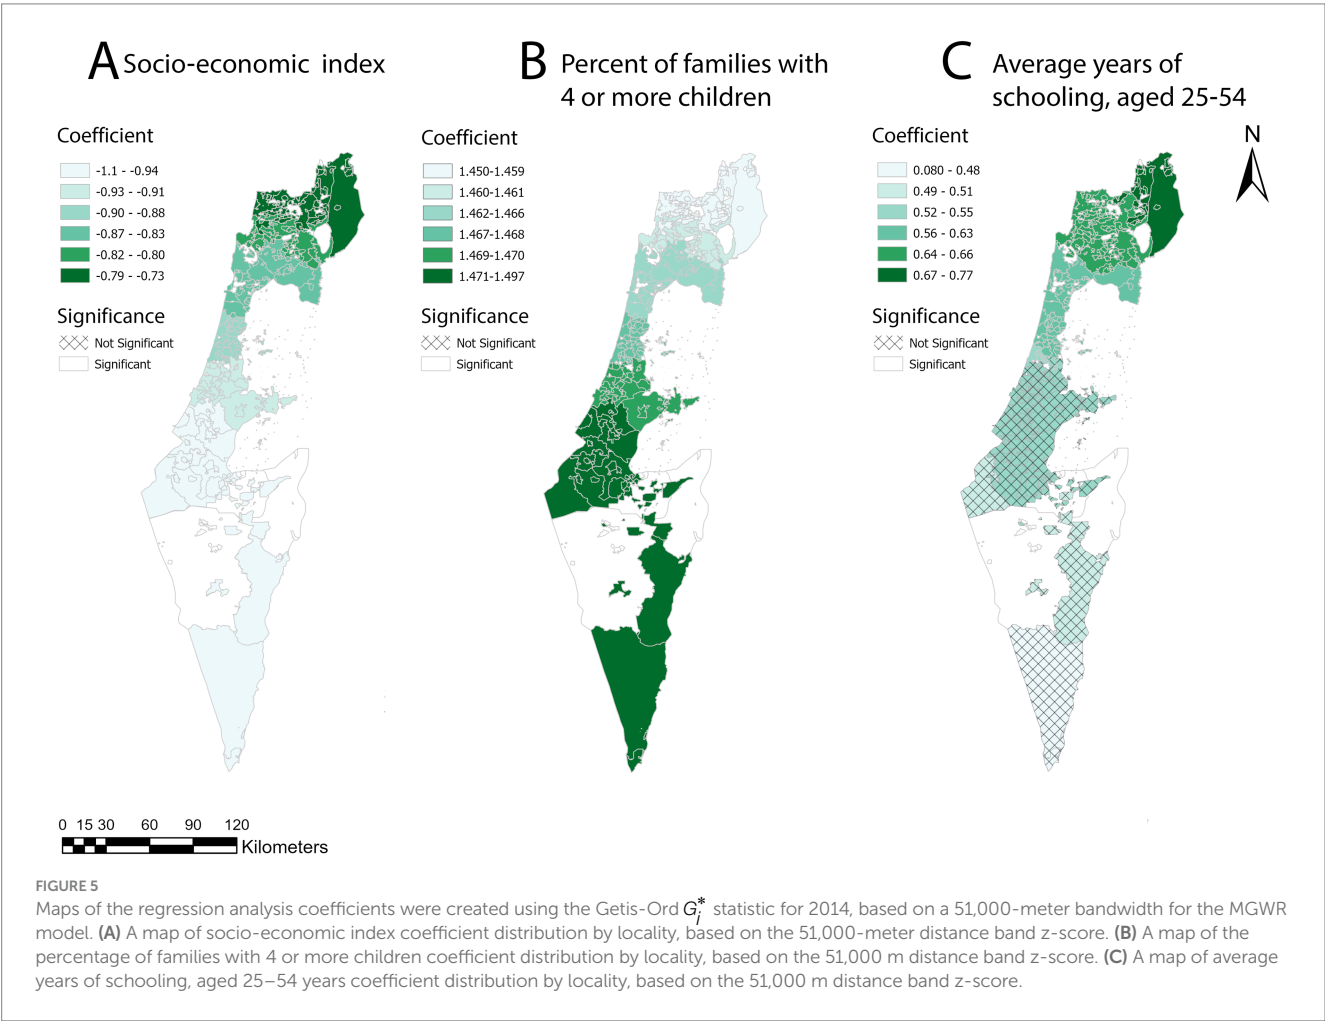 A Socio-economic index
Coefficient
-1.1 - -0.94
-0.93 - -0.91
-0.90 - -0.88
-0.87 - -0.83
-0.82 - -0.80
-0.79 - -0.73
Significance
Not Significant
Significant
B Percent of families with
4 or more children
Coefficient
1.450-1.459
1.460-1.461
1.462-1.466
1.467-1.468
1.469-1.470
1.471-1.497
Significance
Not Significant
Significant
C Average years of
schooling, aged 25-54
Coefficient
0.080 - 0.48
0.49 - 0.51
0.52 - 0.55
0.56 - 0.63
0.64 - 0.66
0.67 - 0.77
Significance
Not Significant
Significant
N
0 15 30 60 90 120
Kilometers
FIGURE 5
Maps of the regression analysis coefficients were created using the Getis-Ord G*i statistic for 2014, based on a 51,000-meter bandwidth for the MGWR
model. (A) A map of socio-economic index coefficient distribution by locality, based on the 51,000-meter distance band z-score. (B) A map of the
percentage of families with 4 or more children coefficient distribution by locality, based on the 51,000 m distance band z-score. (C) A map of average
years of schooling, aged 25–54 years coefficient distribution by locality, based on the 51,000 m distance band z-score.